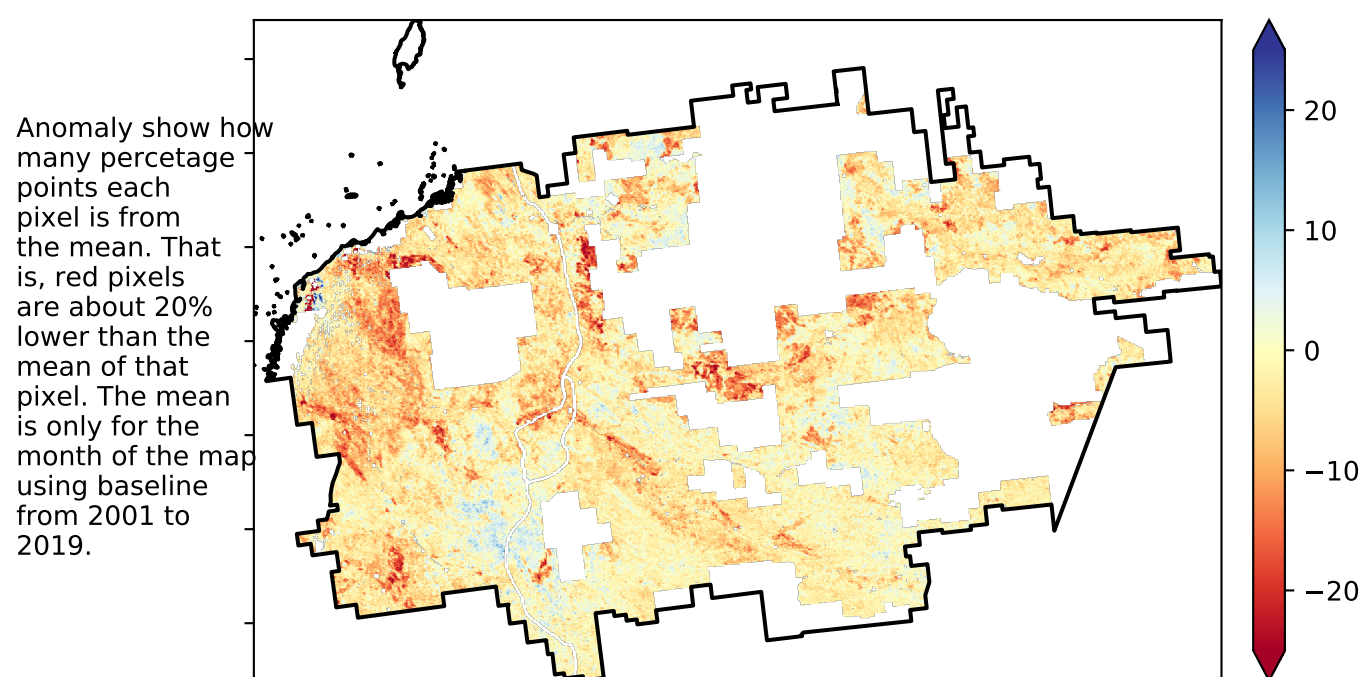 Anomaly show how
many percetage
points each
pixel is from
the mean. That
is, red pixels
are about 20%
lower than the
mean of that
pixel. The mean
is only for the
month of the map
using baseline
from 2001 to
2019.
20
10
0
−10
−20